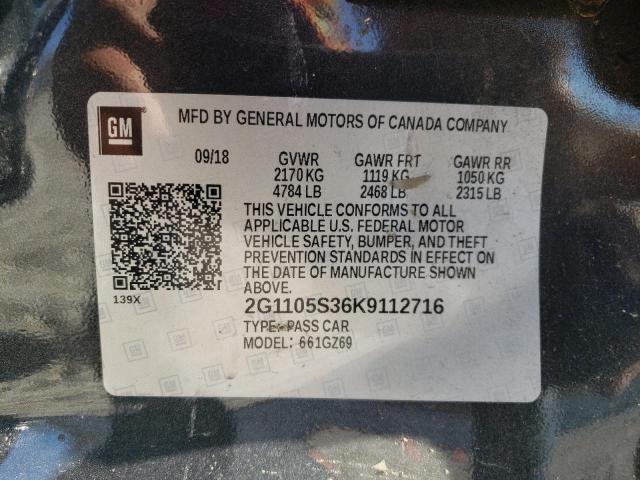 GM
MFD BY GENERAL MOTORS OF CANADA COMPANY
09/18 GVWR GAWR FRT GAWR RR
2170 KG 1119 KG 1050 KG
4784 LB 2468 LB 2315 LB
THIS VEHICLE CONFORMS TO ALL
APPLICABLE U.S. FEDERAL MOTOR
VEHICLE SAFETY, BUMPER, AND THEFT
PREVENTION STANDARDS IN EFFECT ON
THE DATE OF MANUFACTURE SHOWN
ABOVE.
139X
2G1105S36K9112716
TYPE: PASS CAR
MODEL: 661GZ69